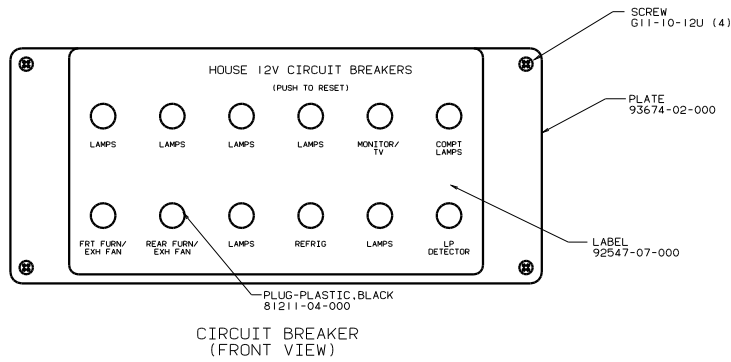 SCREW
G11-10-12U (4)
HOUSE 12V CIRCUIT BREAKERS
(PUSH TO RESET)
PLATE
93674-02-000
LAMPS LAMPS LAMPS LAMPS MONITOR/
TV COMPT
LAMPS
FRT FURN/
EXH FAN REAR FURN/
EXH FAN LAMPS REFRIG LAMPS LP
DETECTOR
LABEL
92547-07-000
PLUG-PLASTIC,BLACK
81211-04-000
CIRCUIT BREAKER
(FRONT VIEW)